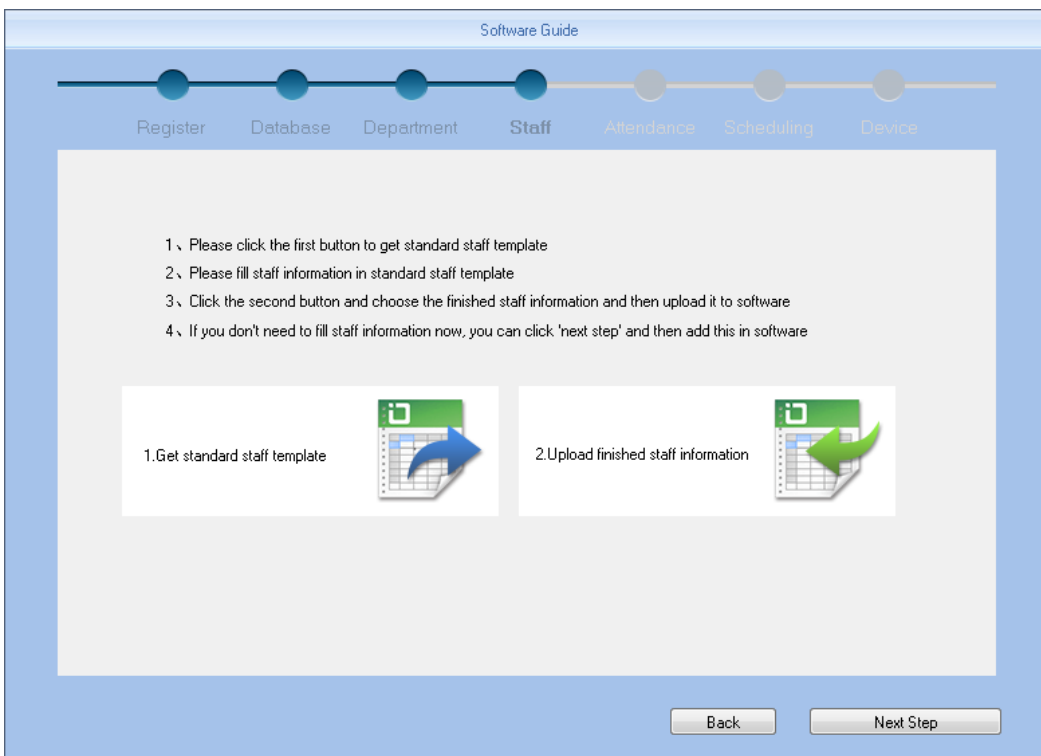 Software Guide
Register Database Department Staff Attendance Scheduling Device
1、Please click the first button to get standard staff template
2、Please fill staff information in standard staff template
3、Click the second button and choose the finished staff information and then upload it to software
4、If you don't need to fill staff information now, you can click 'next step' and then add this in software
1.Get standard staff template
2.Upload finished staff information
Back Next Step